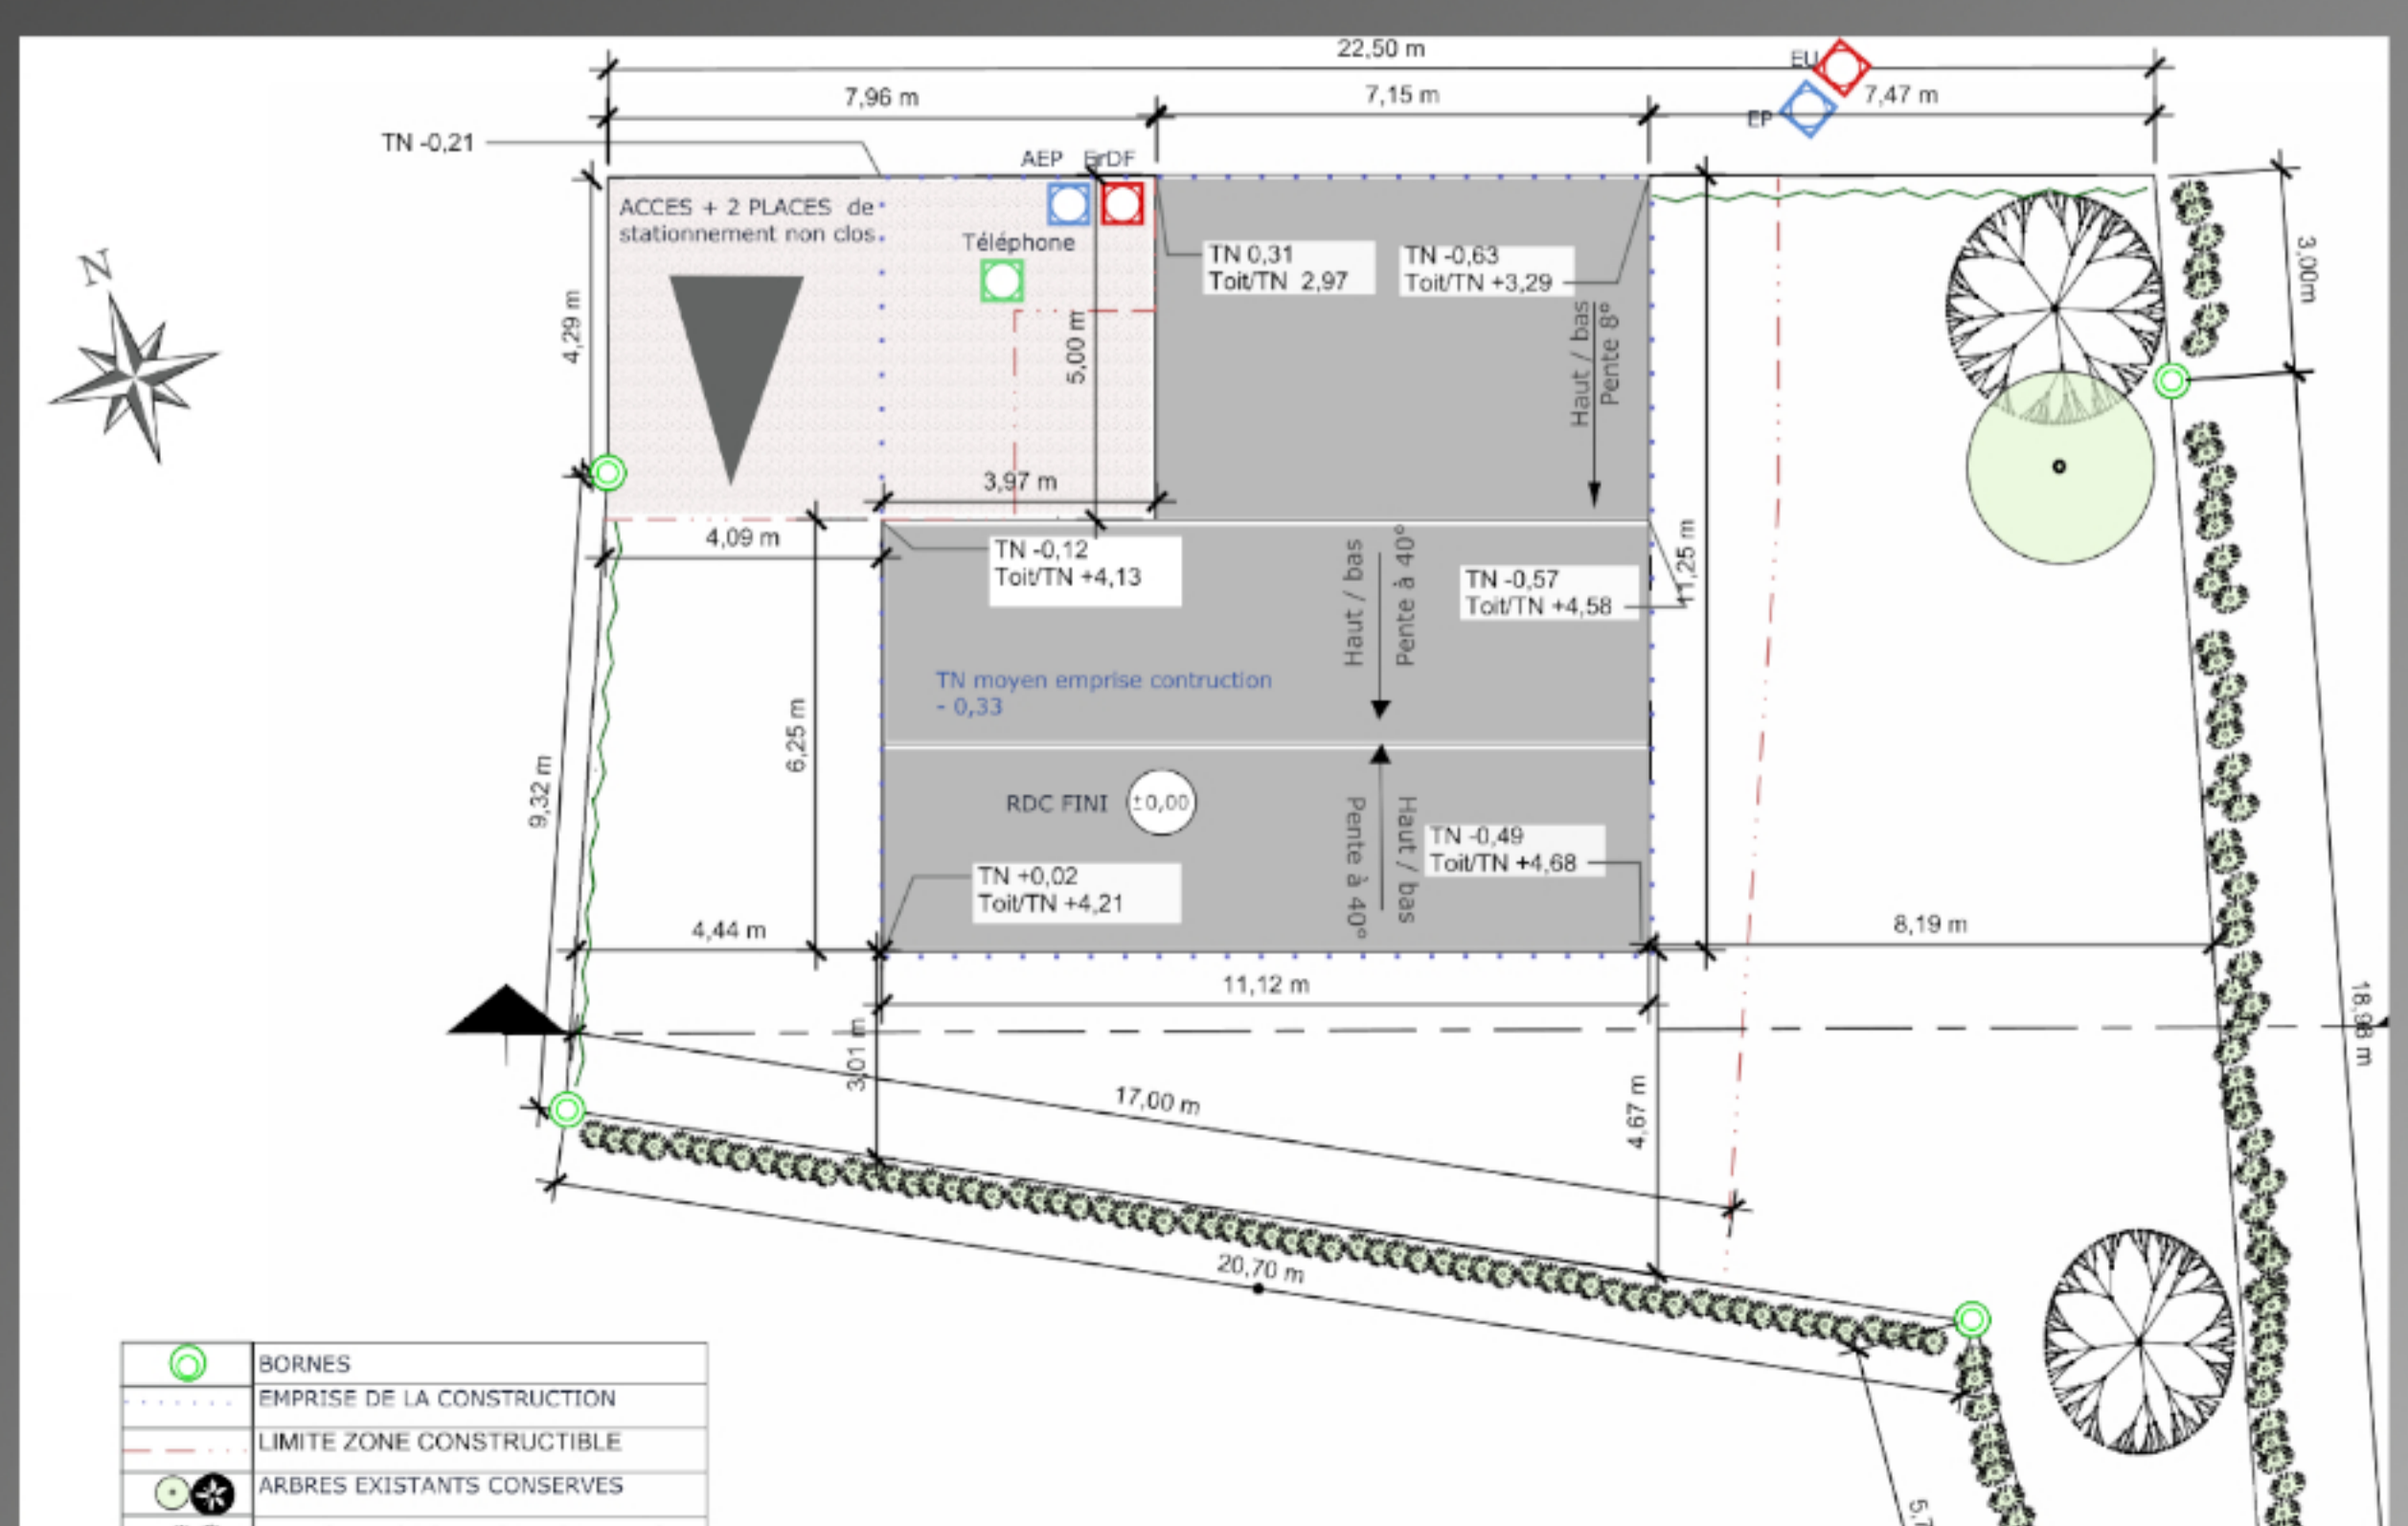 22,50 m
EU
7,96 m
7,15 m
7,47 m
EP
TN -0,21
AEP ErDF
ACCES + 2 PLACES de
stationnement non clos.
Téléphone
N
4,29 m
5,00 m
TN 0,31
Toit/TN 2,97
TN -0,63
Toit/TN +3,29
Haut / bas
Pente 8°
3,00m
3,97 m
4,09 m
TN -0,12
Toit/TN +4,13
Haut / bas
Pente à 40°
TN -0,57
Toit/TN +4,58
11,25 m
TN moyen emprise contruction
- 0,33
6,25 m
9,32 m
RDC FINI ±0,00
Pente à 40°
Haut / bas
TN -0,49
Toit/TN +4,68
TN +0,02
Toit/TN +4,21
4,44 m
8,19 m
11,12 m
18,98 m
3,01 m
17,00 m
4,67 m
20,70 m
BORNES
EMPRISE DE LA CONSTRUCTION
LIMITE ZONE CONSTRUCTIBLE
ARBRES EXISTANTS CONSERVES